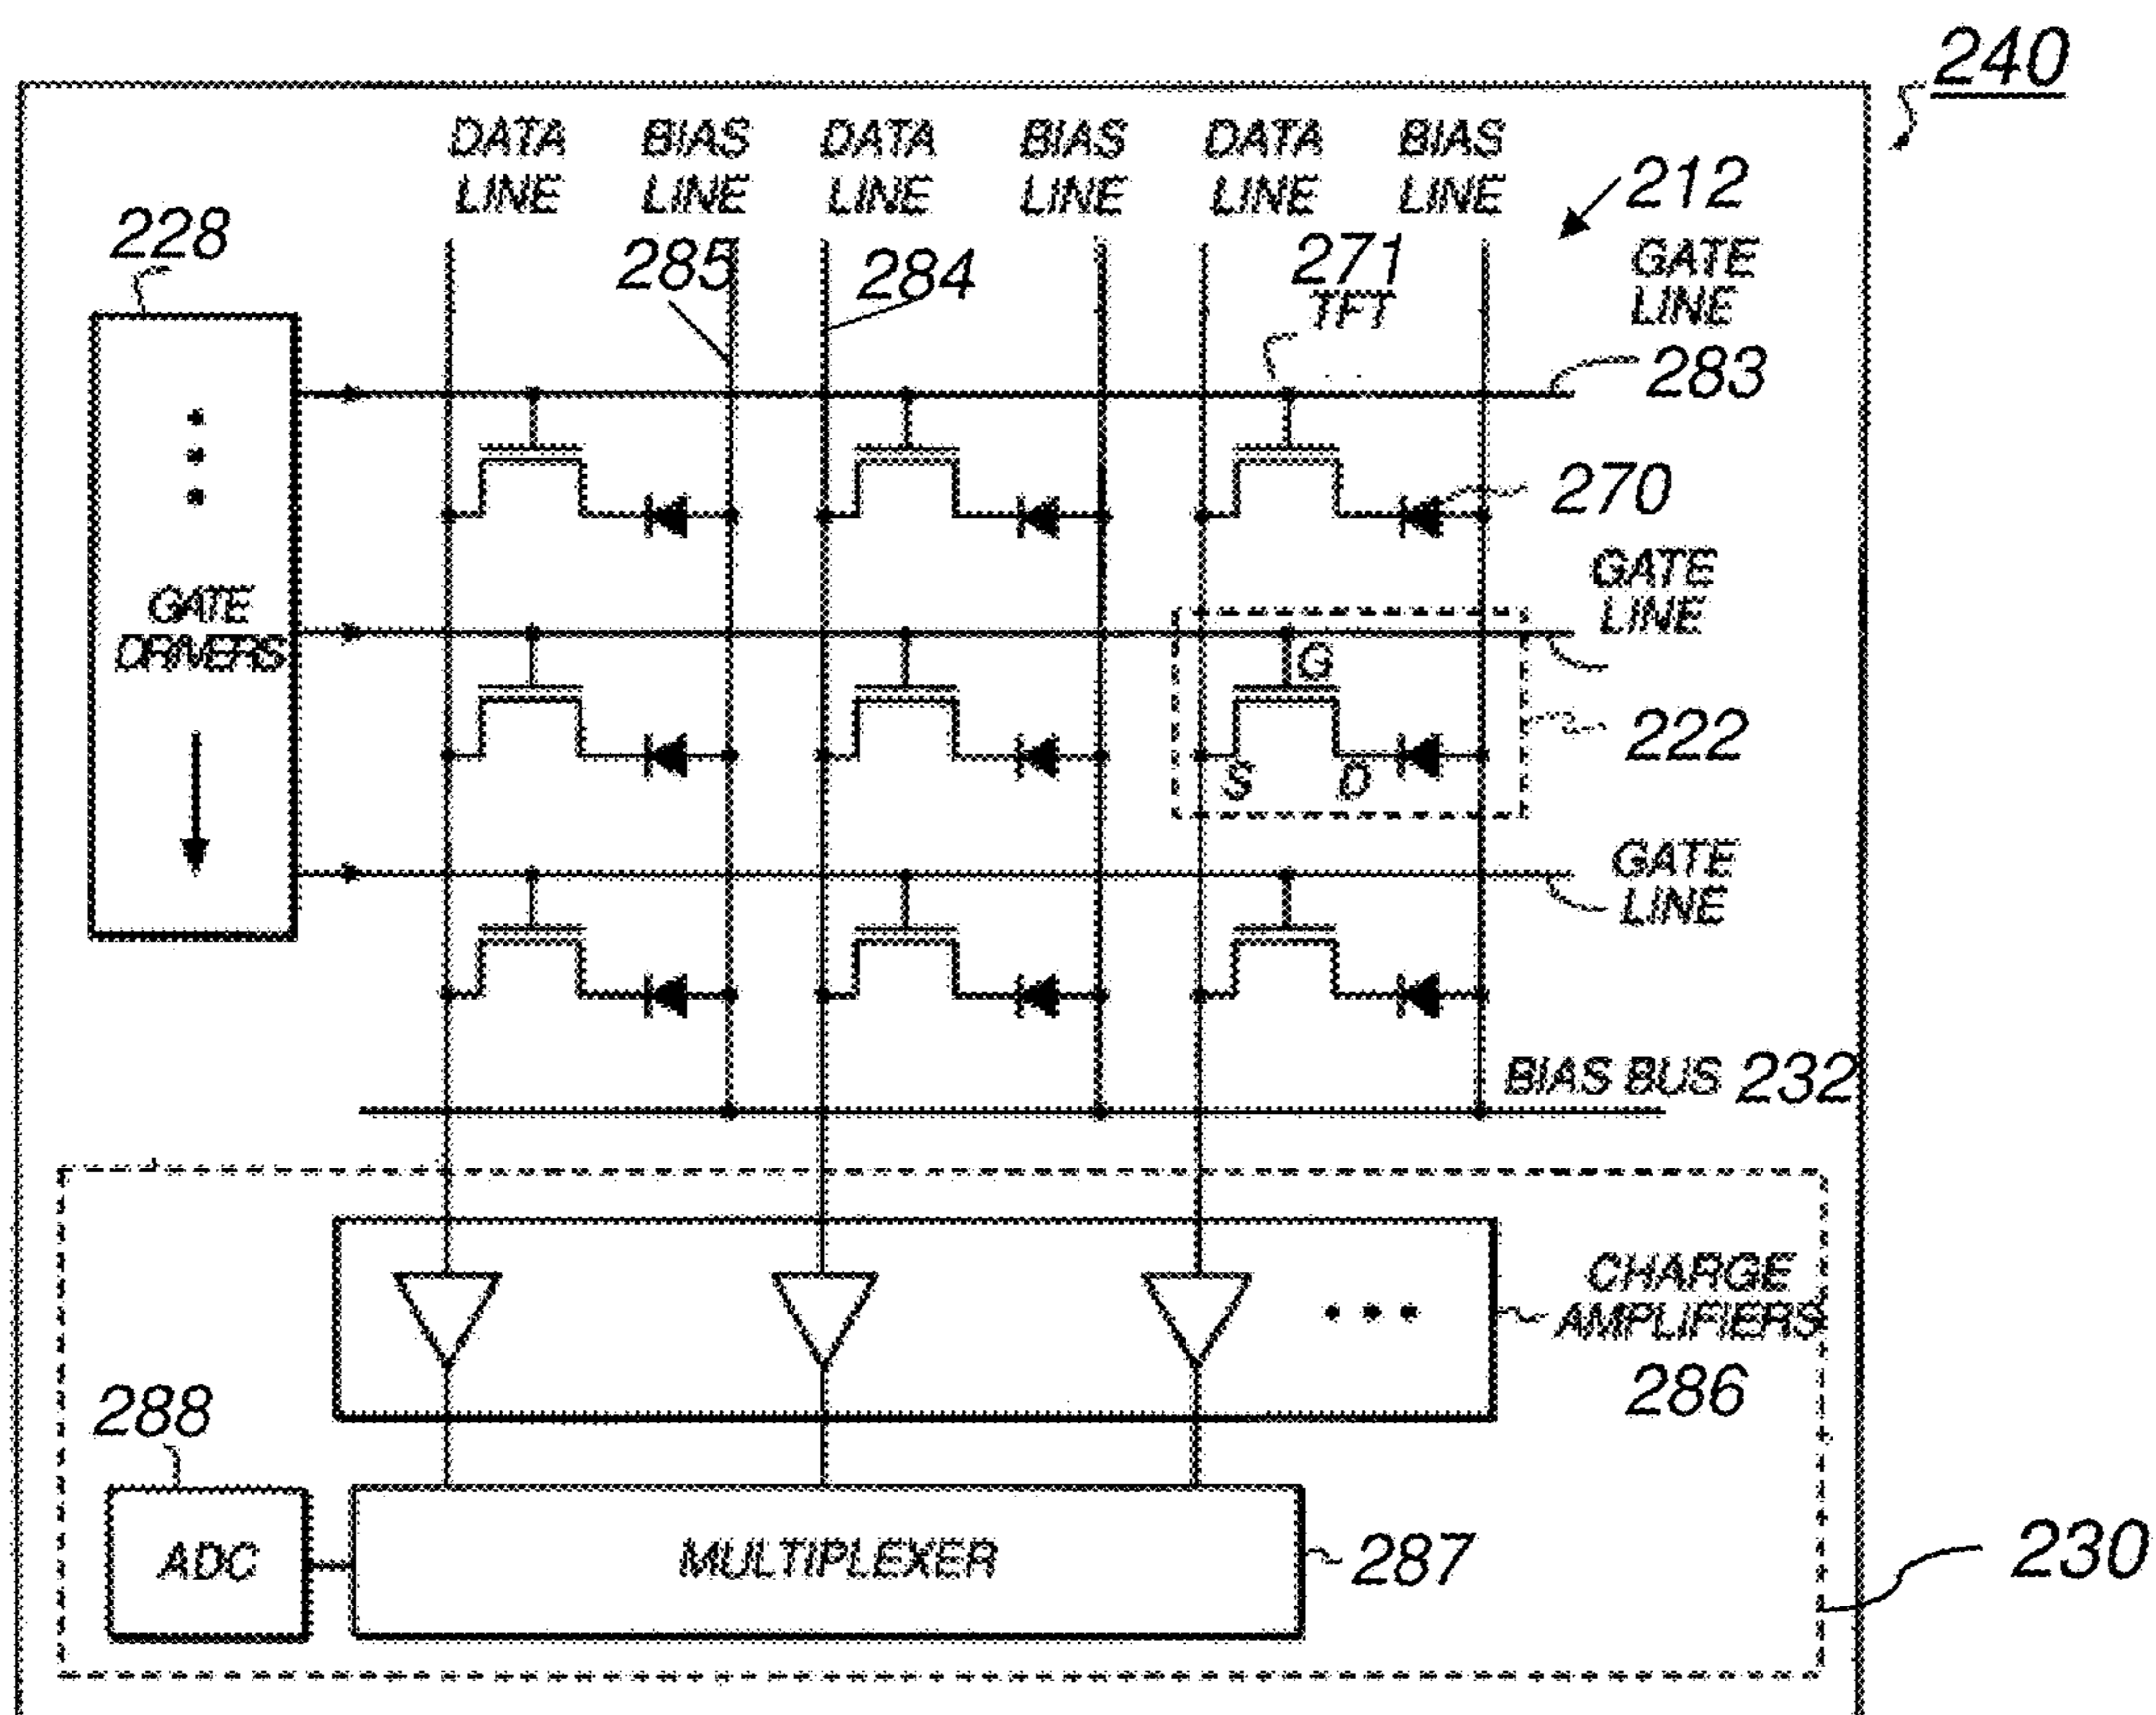 240
DATA LINE
BIAS LINE
DATA LINE
BIAS LINE
DATA LINE
BIAS LINE
212
GATE LINE
228
285
284
271
TFT
283
270
GATE LINE
GATE DRIVERS
G
S
D
222
GATE LINE
BIAS BUS 232
CHARGE AMPLIFIERS
286
288
ADC
MULTIPLEXER
287
230